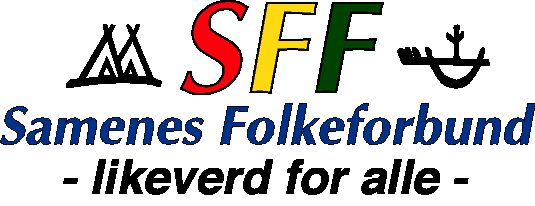 SFF
Samenes Folkeforbund
- likeverd for alle -